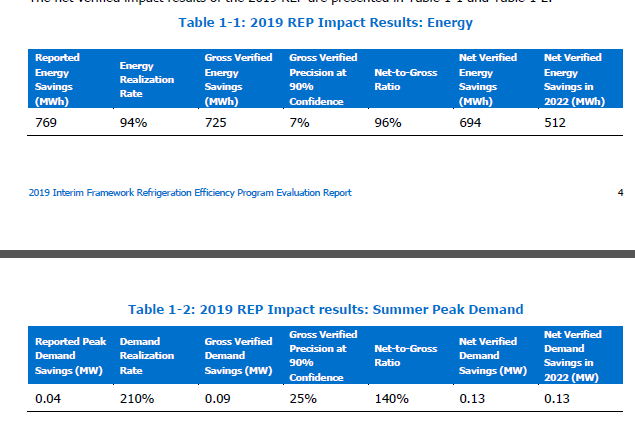 Table 1-1: 2019 REP Impact Results: Energy
Reported Energy Savings (MWh) Energy Realization Rate Gross Verified Energy Savings (MWh) Gross Verified Precision at 90% Confidence Net-to-Gross Ratio Net Verified Energy Savings (MWh) Net Verified Energy Savings in 2022 (MWh)
769 94% 725 7% 96% 694 512
2019 Interim Framework Refrigeration Efficiency Program Evaluation Report 4
Table 1-2: 2019 REP Impact results: Summer Peak Demand
Reported Peak Demand Savings (MW) Demand Realization Rate Gross Verified Demand Savings (MW) Gross Verified Precision at 90% Confidence Net-to-Gross Ratio Net Verified Demand Savings (MW) Net Verified Demand Savings in 2022 (MW)
0.04 210% 0.09 25% 140% 0.13 0.13